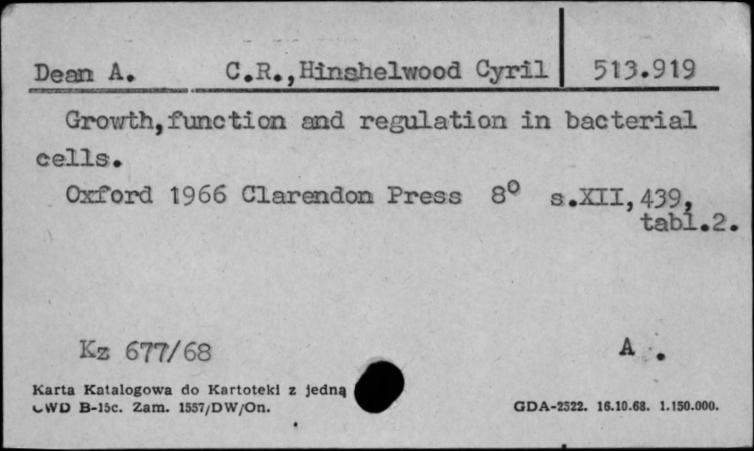 Dean A. C.R.,Hinshelwood Cyril 513.919
Growth,function and regulation in bacterial
cells.
Oxford 1966 Clarendon Press 8° s.XII,439,
tabl.2.
Kz 677/68 A .
Karta Katalogowa do Kartoteki z jedną
CWD B-15c. Zam. 1557/DW/On. GDA-2522. 16.10.68. 1.150.000.